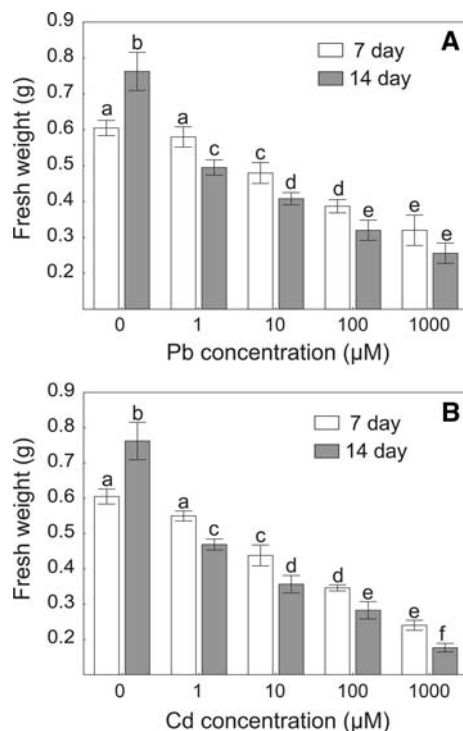 A
0.9
0.8
0.7
0.6
0.5
0.4
0.3
0.2
Fresh weight (g)
7 day
14 day
a b a c c d d e e e
0 1 10 100 1000
Pb concentration (µM)
B
0.9
0.8
0.7
0.6
0.5
0.4
0.3
0.2
Fresh weight (g)
7 day
14 day
a b a c c d d e e f
0 1 10 100 1000
Cd concentration (µM)